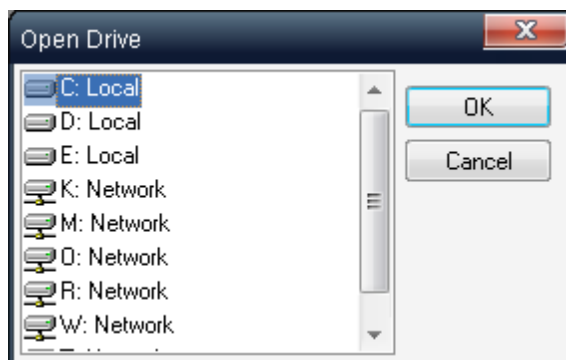 Open Drive
C: Local
D: Local
E: Local
K: Network
M: Network
O: Network
R: Network
W: Network
OK
Cancel